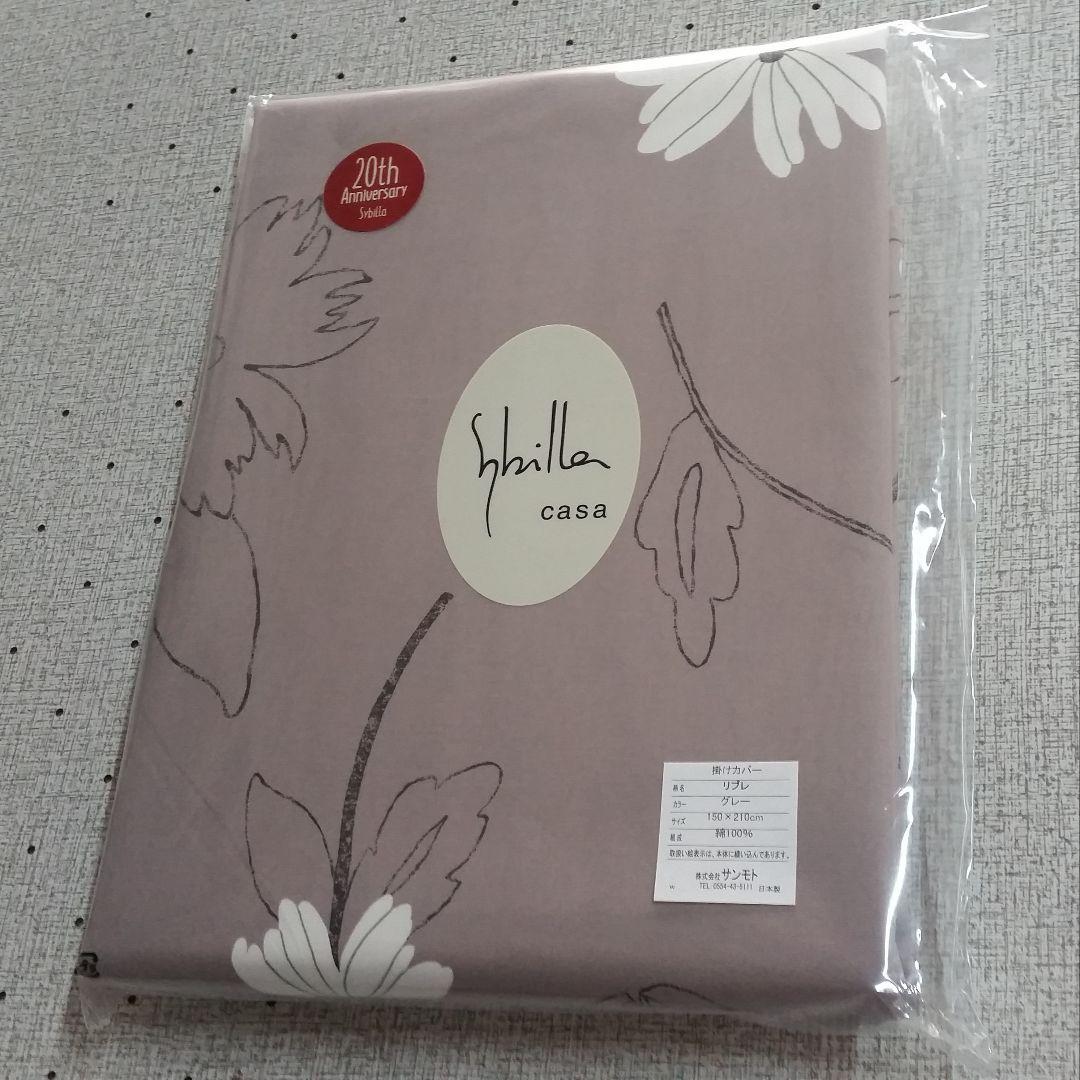 20th
Anniversary
Sybilla
Sybilla
casa
掛けカバー
柄名 リブレ
カラー グレー
サイズ 150×210cm
組成 綿100%
取扱い絵表示は、本体に縫い込んであります。
株式会社 サンモト
TEL 0554-43-5111 日本製
W